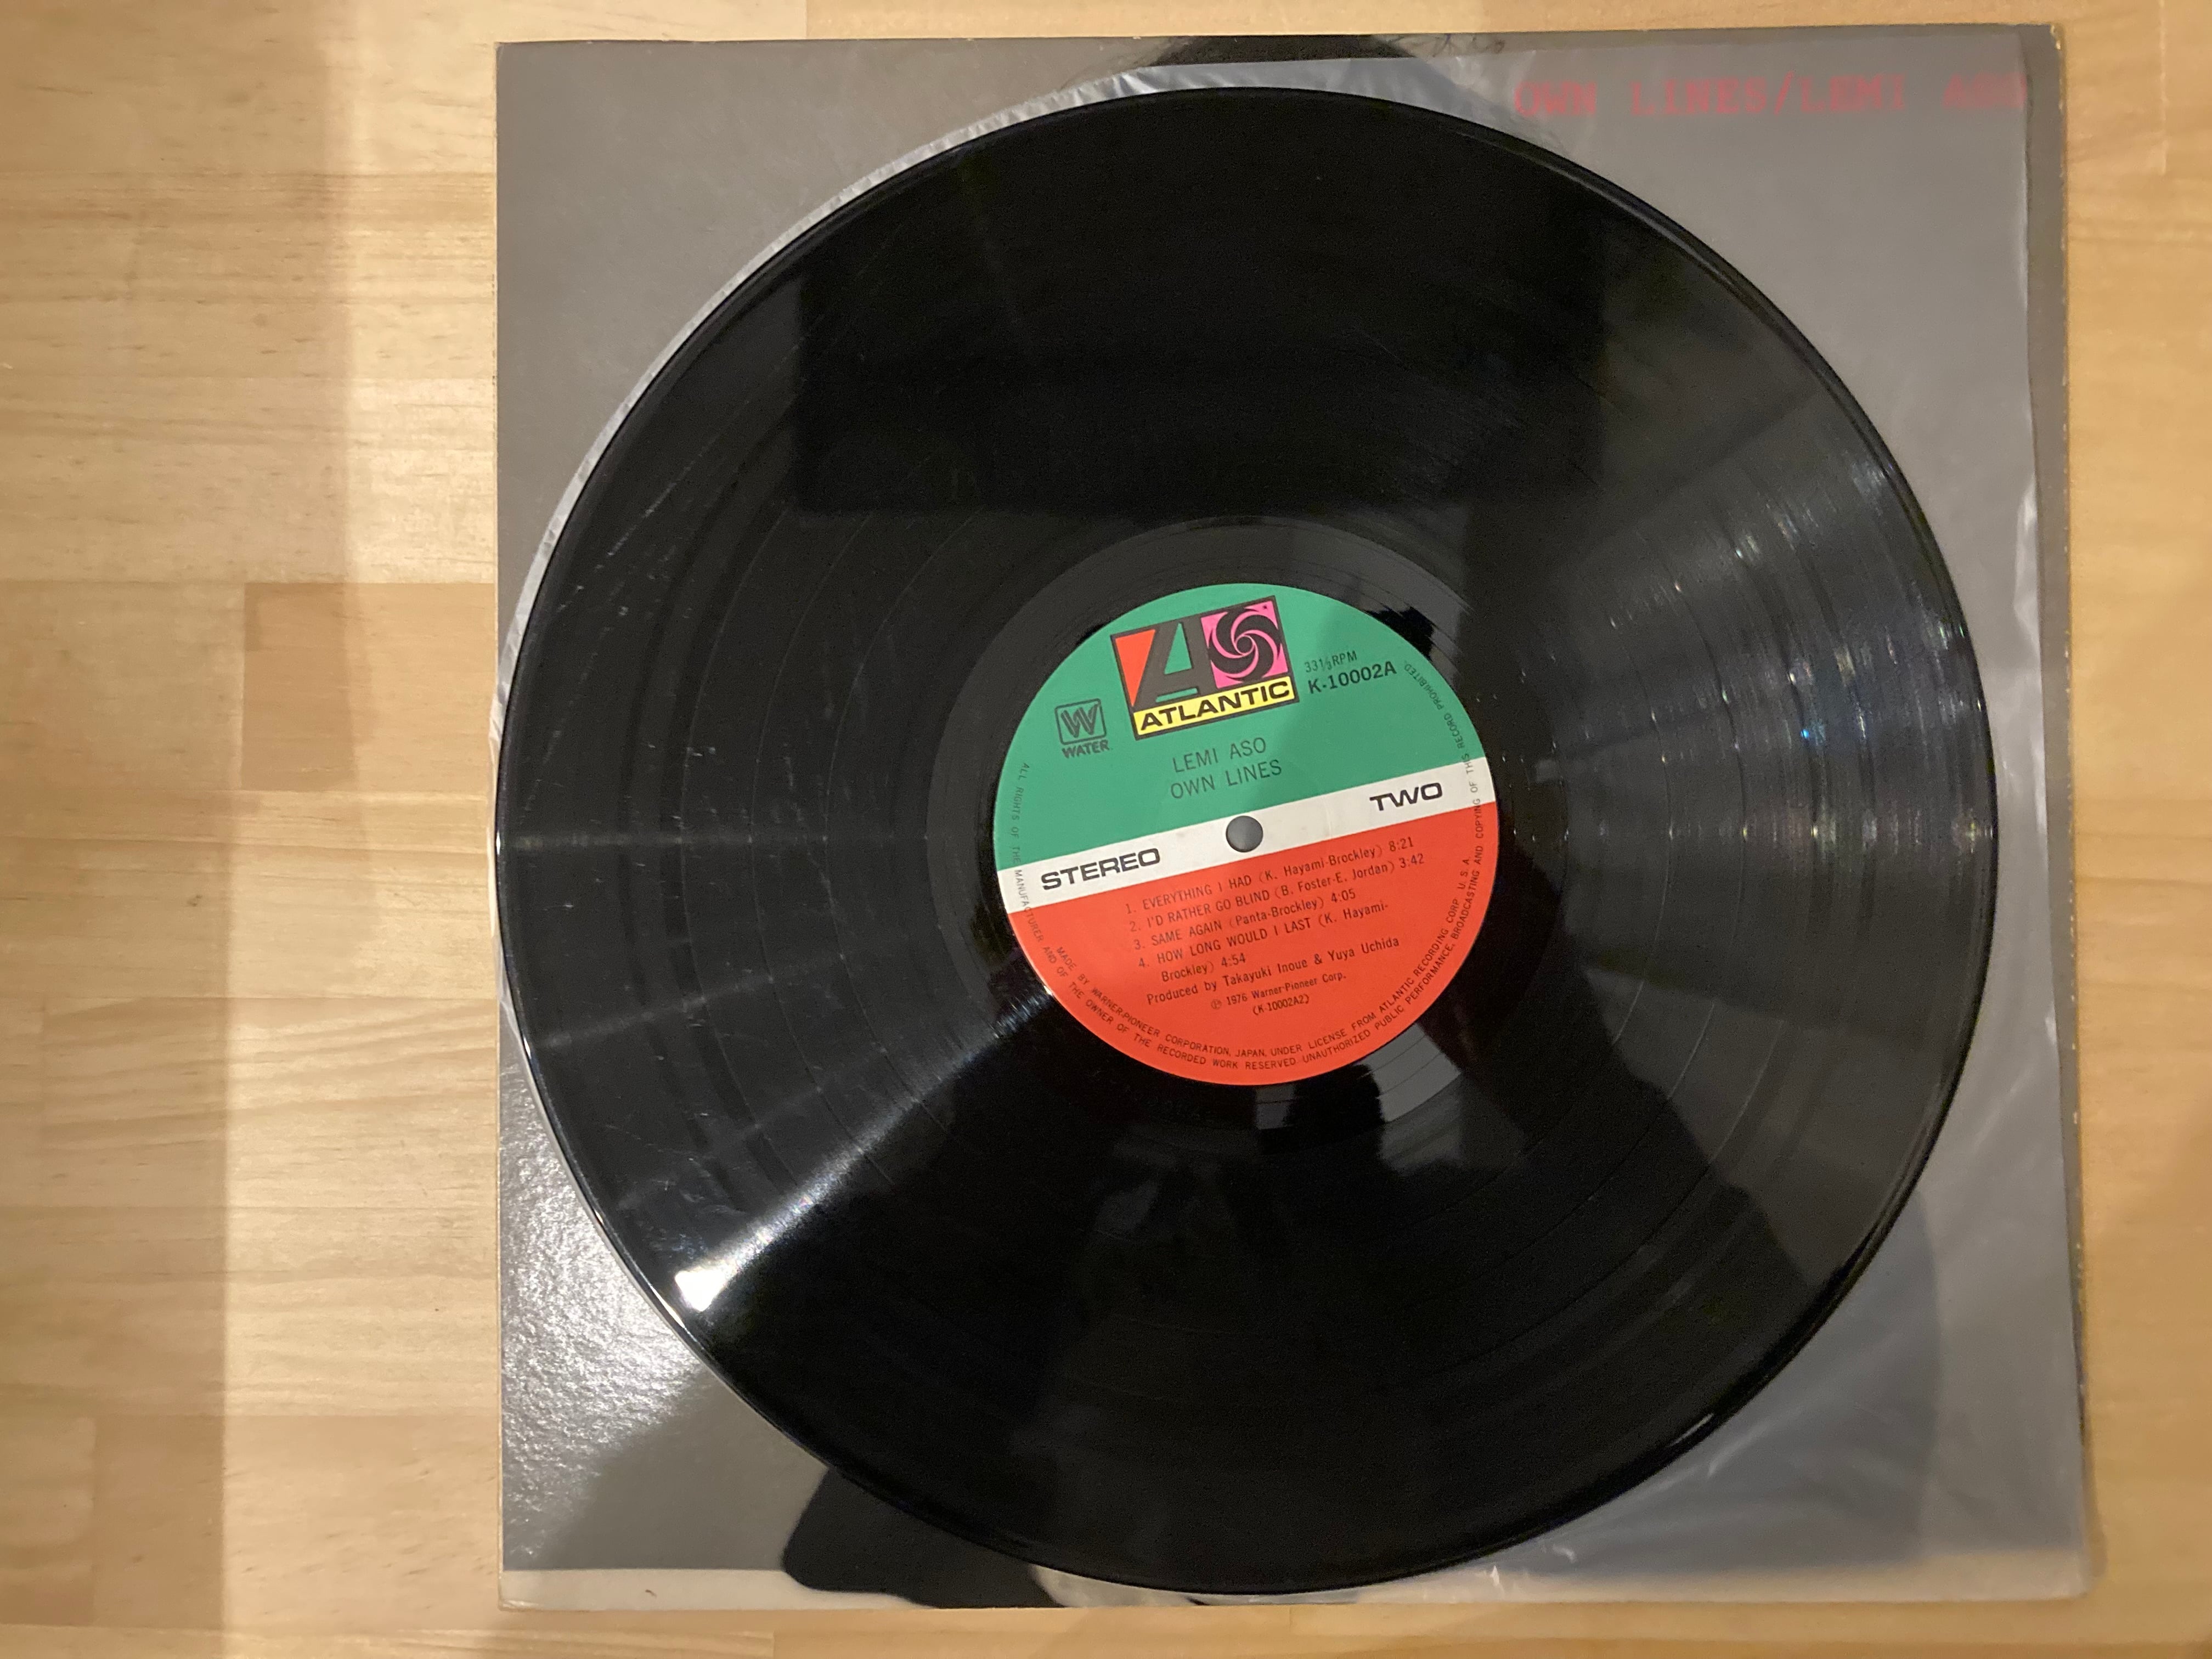 OWN LINES/LEMI ASO
ATLANTIC
W
WATER
33⅓RPM
K-10002A
LEMI ASO
OWN LINES
STEREO
TWO
1. EVERYTHING I HAD (K. Hayami-Brockley) 8:21
2. I'D RATHER GO BLIND (B. Foster-E. Jordan) 3:42
3. SAME AGAIN (Panta-Brockley) 4:05
4. HOW LONG WOULD I LAST (K. Hayami-
Brockley) 4:54
Produced by Takayuki Inoue & Yuya Uchida
Ⓟ 1976 Warner-Pioneer Corp.
(K-10002A2)
MADE BY WARNER-PIONEER CORPORATION, JAPAN, UNDER LICENSE FROM ATLANTIC RECORDING CORP. U.S.A.
ALL RIGHTS OF THE MANUFACTURER AND OF THE OWNER OF THE RECORDED WORK RESERVED UNAUTHORIZED PUBLIC PERFORMANCE, BROADCASTING AND COPYING OF THIS RECORD PROHIBITED.